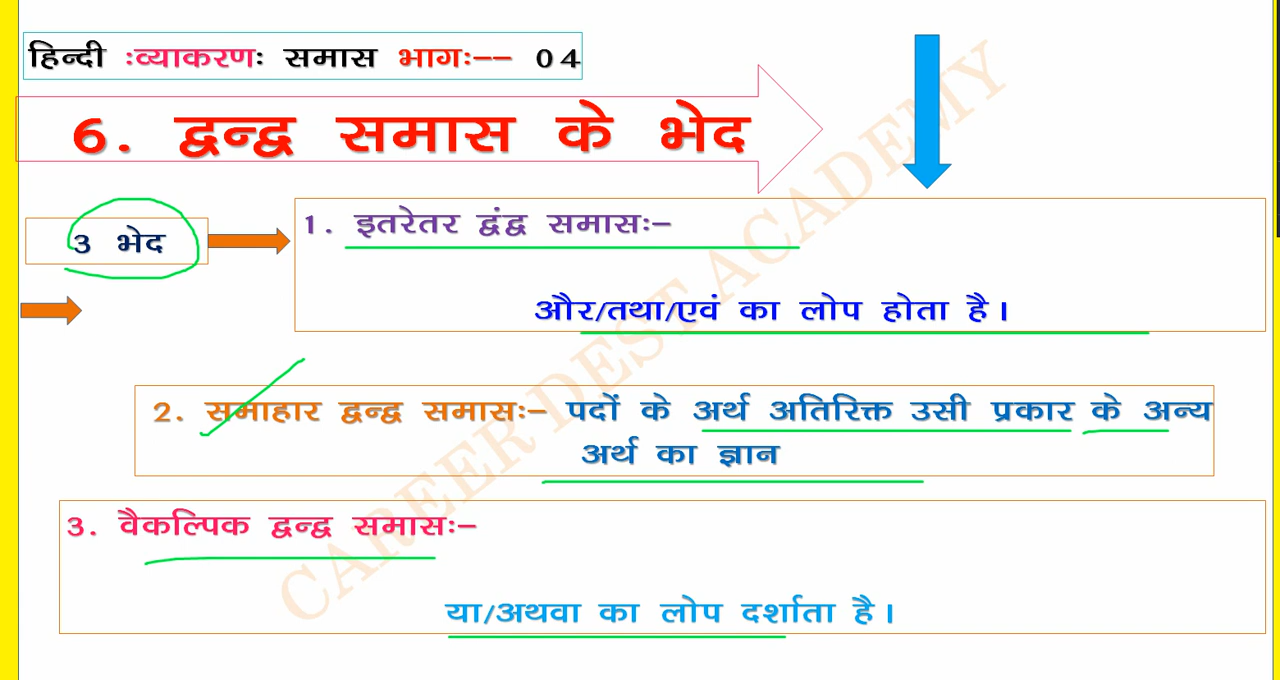 हिन्दी :व्याकरण: समास भाग:-- 04
6. द्वन्द्व समास के भेद
3 भेद
1. इतरेतर द्वंद्व समास:-
और/तथा/एवं का लोप होता है।
2. समाहार द्वन्द्व समास:- पदों के अर्थ अतिरिक्त उसी प्रकार के अन्य
अर्थ का ज्ञान
3. वैकल्पिक द्वन्द्व समास:-
या/अथवा का लोप दर्शाता है।
CAREER DEST ACADEMY